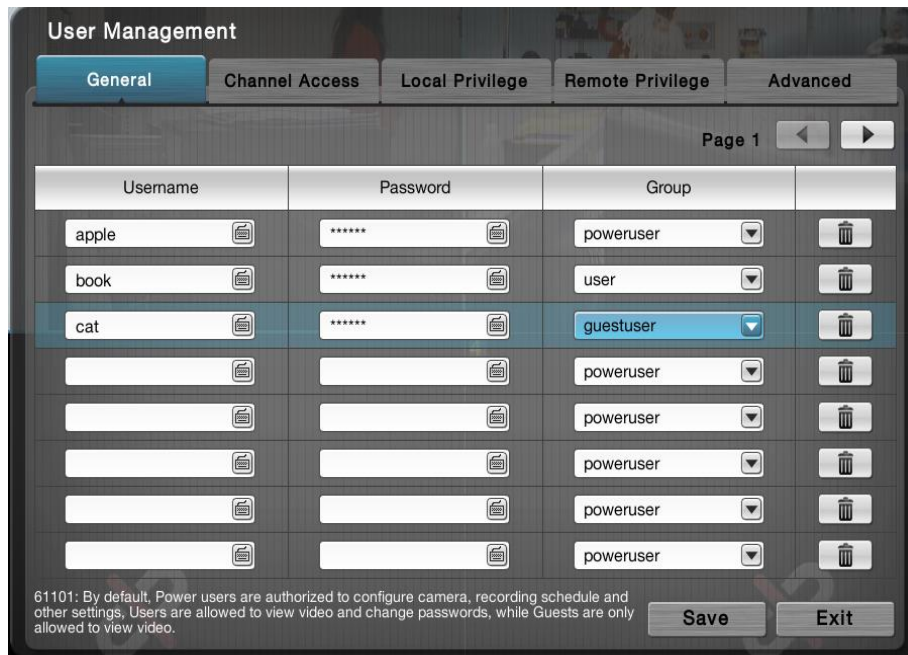 User Management
General Channel Access Local Privilege Remote Privilege Advanced
Page 1
Username Password Group
apple ****** poweruser
book ****** user
cat ****** guestuser
poweruser
poweruser
poweruser
poweruser
poweruser
61101: By default, Power users are authorized to configure camera, recording schedule and
other settings, Users are allowed to view video and change passwords, while Guests are only
allowed to view video.
Save Exit